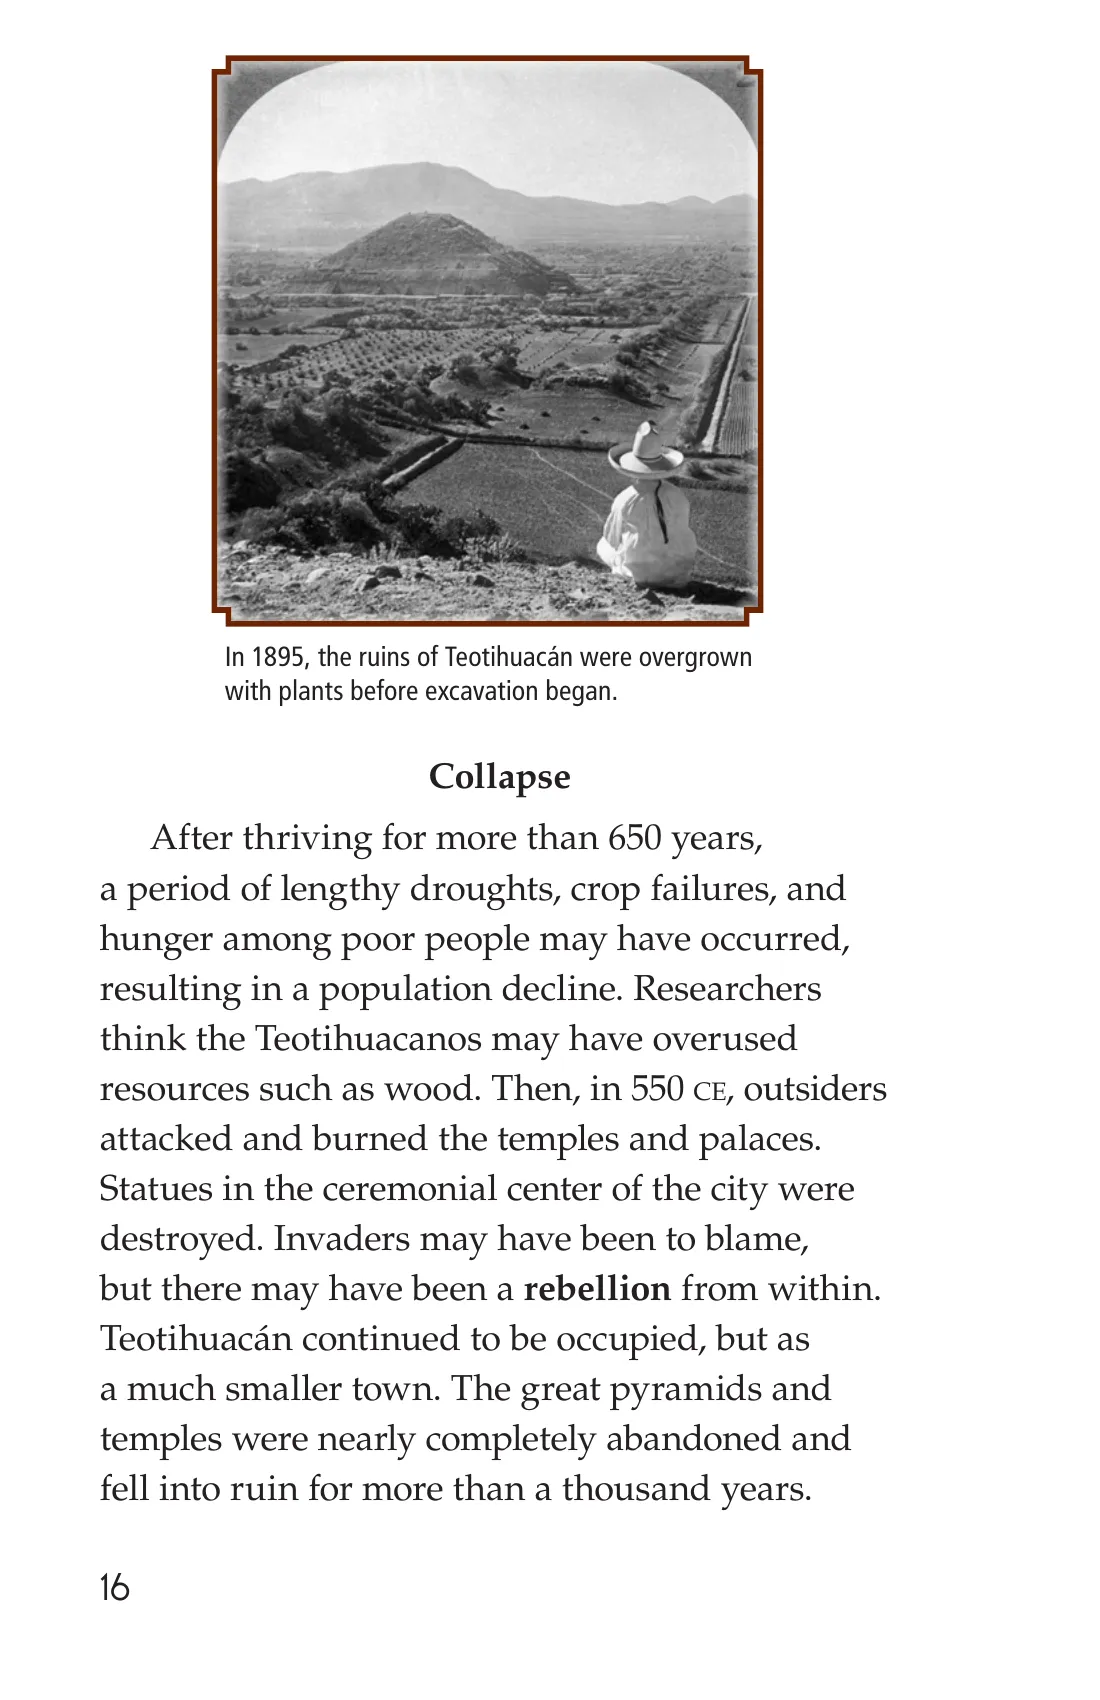 In 1895, the ruins of Teotihuacán were overgrown
with plants before excavation began.
Collapse
After thriving for more than 650 years,
a period of lengthy droughts, crop failures, and
hunger among poor people may have occurred,
resulting in a population decline. Researchers
think the Teotihuacanos may have overused
resources such as wood. Then, in 550 CE, outsiders
attacked and burned the temples and palaces.
Statues in the ceremonial center of the city were
destroyed. Invaders may have been to blame,
but there may have been a rebellion from within.
Teotihuacán continued to be occupied, but as
a much smaller town. The great pyramids and
temples were nearly completely abandoned and
fell into ruin for more than a thousand years.
16